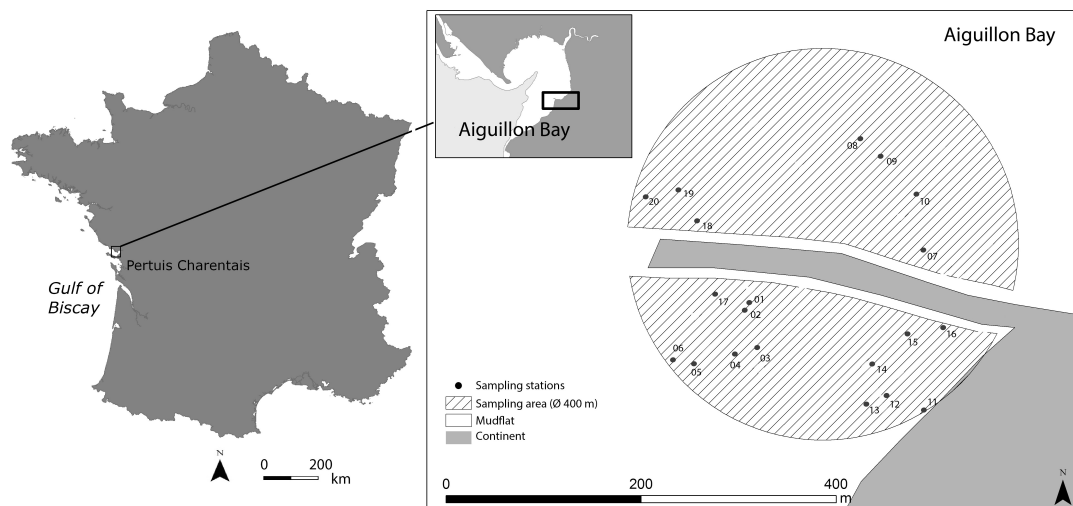 Aiguillon Bay
Aiguillon Bay
Pertuis Charentais
Gulf of
Biscay
N
0 200
km
08
09
10
07
19
20
18
17
01
02
03
04
05
06
16
15
14
12
13
11
Sampling stations
Sampling area (Ø 400 m)
Mudflat
Continent
0 200 400
m
N